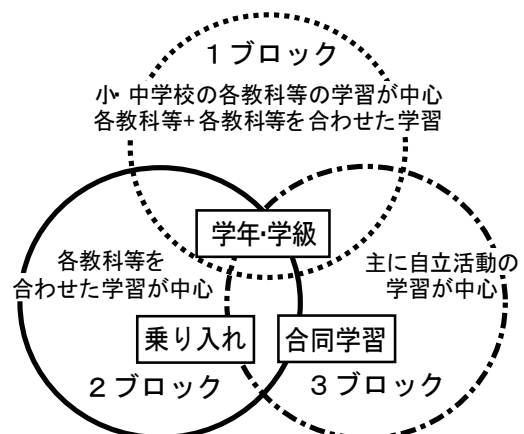 1ブロック
小・中学校の各教科等の学習が中心
各教科等+各教科等を合わせた学習
学年・学級
各教科等を
合わせた学習が中心
主に自立活動の
学習が中心
乗り入れ
合同学習
2ブロック
3ブロック